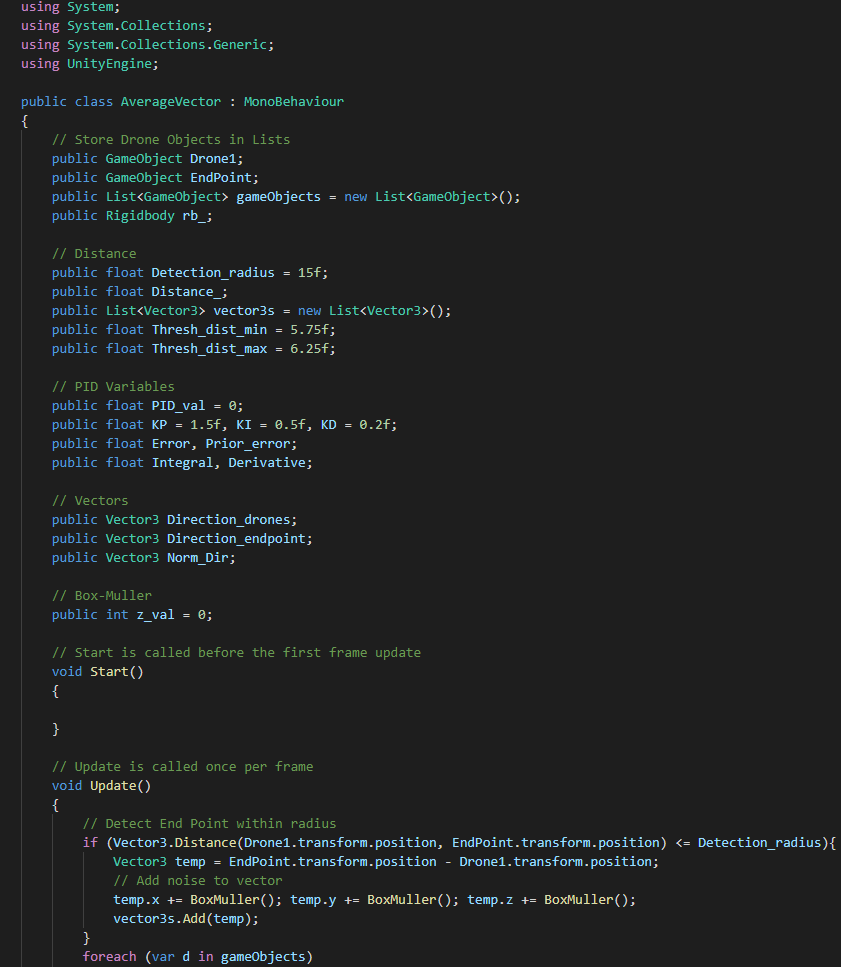 using System;
using System.Collections;
using System.Collections.Generic;
using UnityEngine;

public class AverageVector : MonoBehaviour
{
    // Store Drone Objects in Lists
    public GameObject Drone1;
    public GameObject EndPoint;
    public List<GameObject> gameObjects = new List<GameObject>();
    public Rigidbody rb_;

    // Distance
    public float Detection_radius = 15f;
    public float Distance_;
    public List<Vector3> vector3s = new List<Vector3>();
    public float Thresh_dist_min = 5.75f;
    public float Thresh_dist_max = 6.25f;

    // PID Variables
    public float PID_val = 0;
    public float KP = 1.5f, KI = 0.5f, KD = 0.2f;
    public float Error, Prior_error;
    public float Integral, Derivative;

    // Vectors
    public Vector3 Direction_drones;
    public Vector3 Direction_endpoint;
    public Vector3 Norm_Dir;

    // Box-Muller
    public int z_val = 0;

    // Start is called before the first frame update
    void Start()
    {

    }

    // Update is called once per frame
    void Update()
    {
        // Detect End Point within radius
        if (Vector3.Distance(Drone1.transform.position, EndPoint.transform.position) <= Detection_radius){
            Vector3 temp = EndPoint.transform.position - Drone1.transform.position;
            // Add noise to vector
            temp.x += BoxMuller(); temp.y += BoxMuller(); temp.z += BoxMuller();
            vector3s.Add(temp);
        }
        foreach (var d in gameObjects)